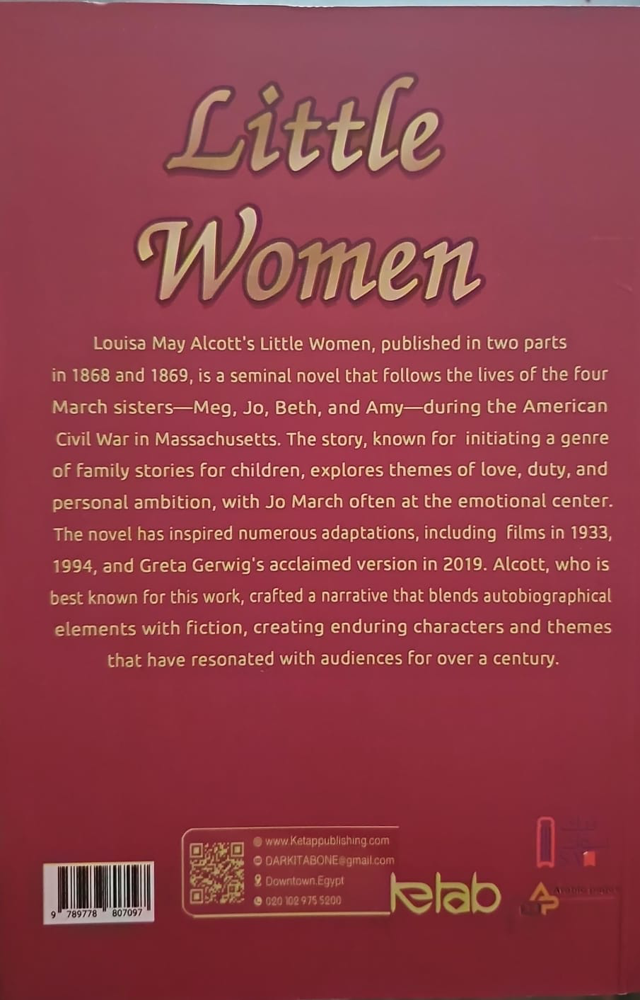 Little
Women
Louisa May Alcott's Little Women, published in two parts
in 1868 and 1869, is a seminal novel that follows the lives of the four
March sisters—Meg, Jo, Beth, and Amy—during the American
Civil War in Massachusetts. The story, known for initiating a genre
of family stories for children, explores themes of love, duty, and
personal ambition, with Jo March often at the emotional center.
The novel has inspired numerous adaptations, including films in 1933,
1994, and Greta Gerwig's acclaimed version in 2019. Alcott, who is
best known for this work, crafted a narrative that blends autobiographical
elements with fiction, creating enduring characters and themes
that have resonated with audiences for over a century.
www.Ketappublishing.com
DARKITABONE@gmail.com
Downtown.Egypt
020 102 975 5200
ketab
AP
9 789778 807097